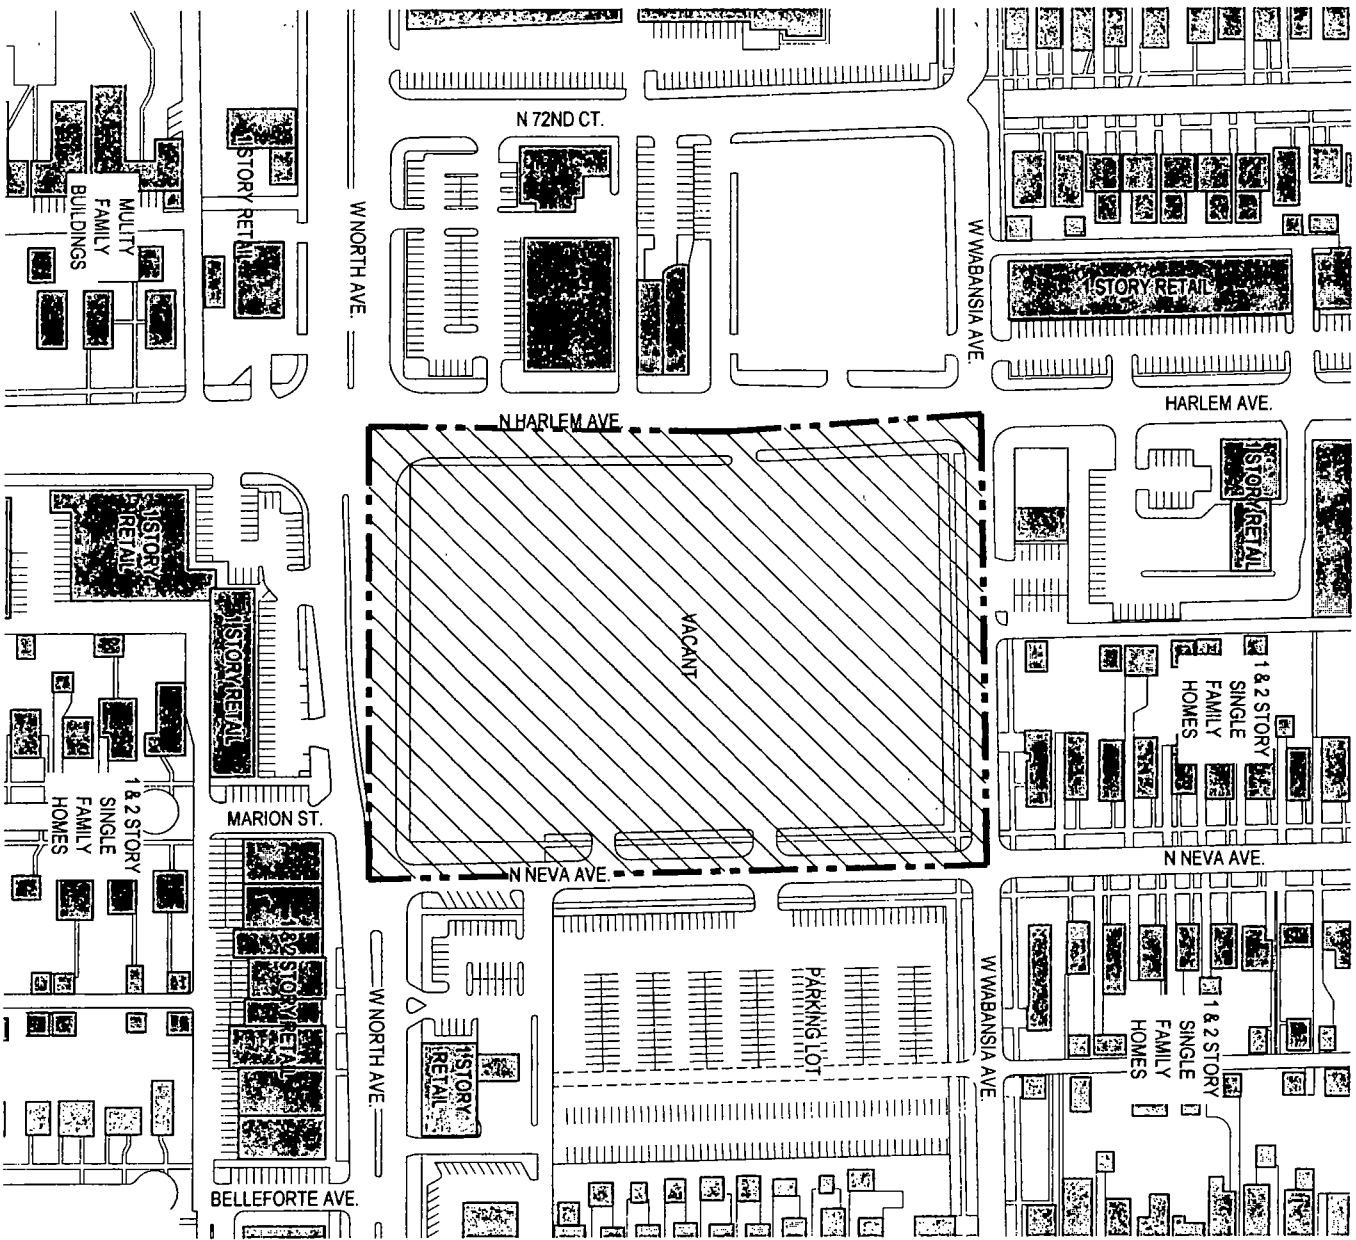 N 72ND CT.
1 STORY RETAIL
MULITY
FAMILY
BUILDINGS
W NORTH AVE.
W WABANSIA AVE.
1 STORY RETAIL
HARLEM AVE.
N HARLEM AVE.
1 STORY RETAIL
1 STORY
RETAIL
1 STORY RETAIL
VACANT
1 & 2 STORY
SINGLE
FAMILY
HOMES
1 & 2 STORY
SINGLE
FAMILY
HOMES
MARION ST.
N NEVA AVE.
N NEVA AVE.
1 & 2 STORY RETAIL
W NORTH AVE.
1 STORY
RETAIL
PARKING LOT
W WABANSIA AVE
1 & 2 STORY
SINGLE
FAMILY
HOMES
BELLEFORTE AVE.